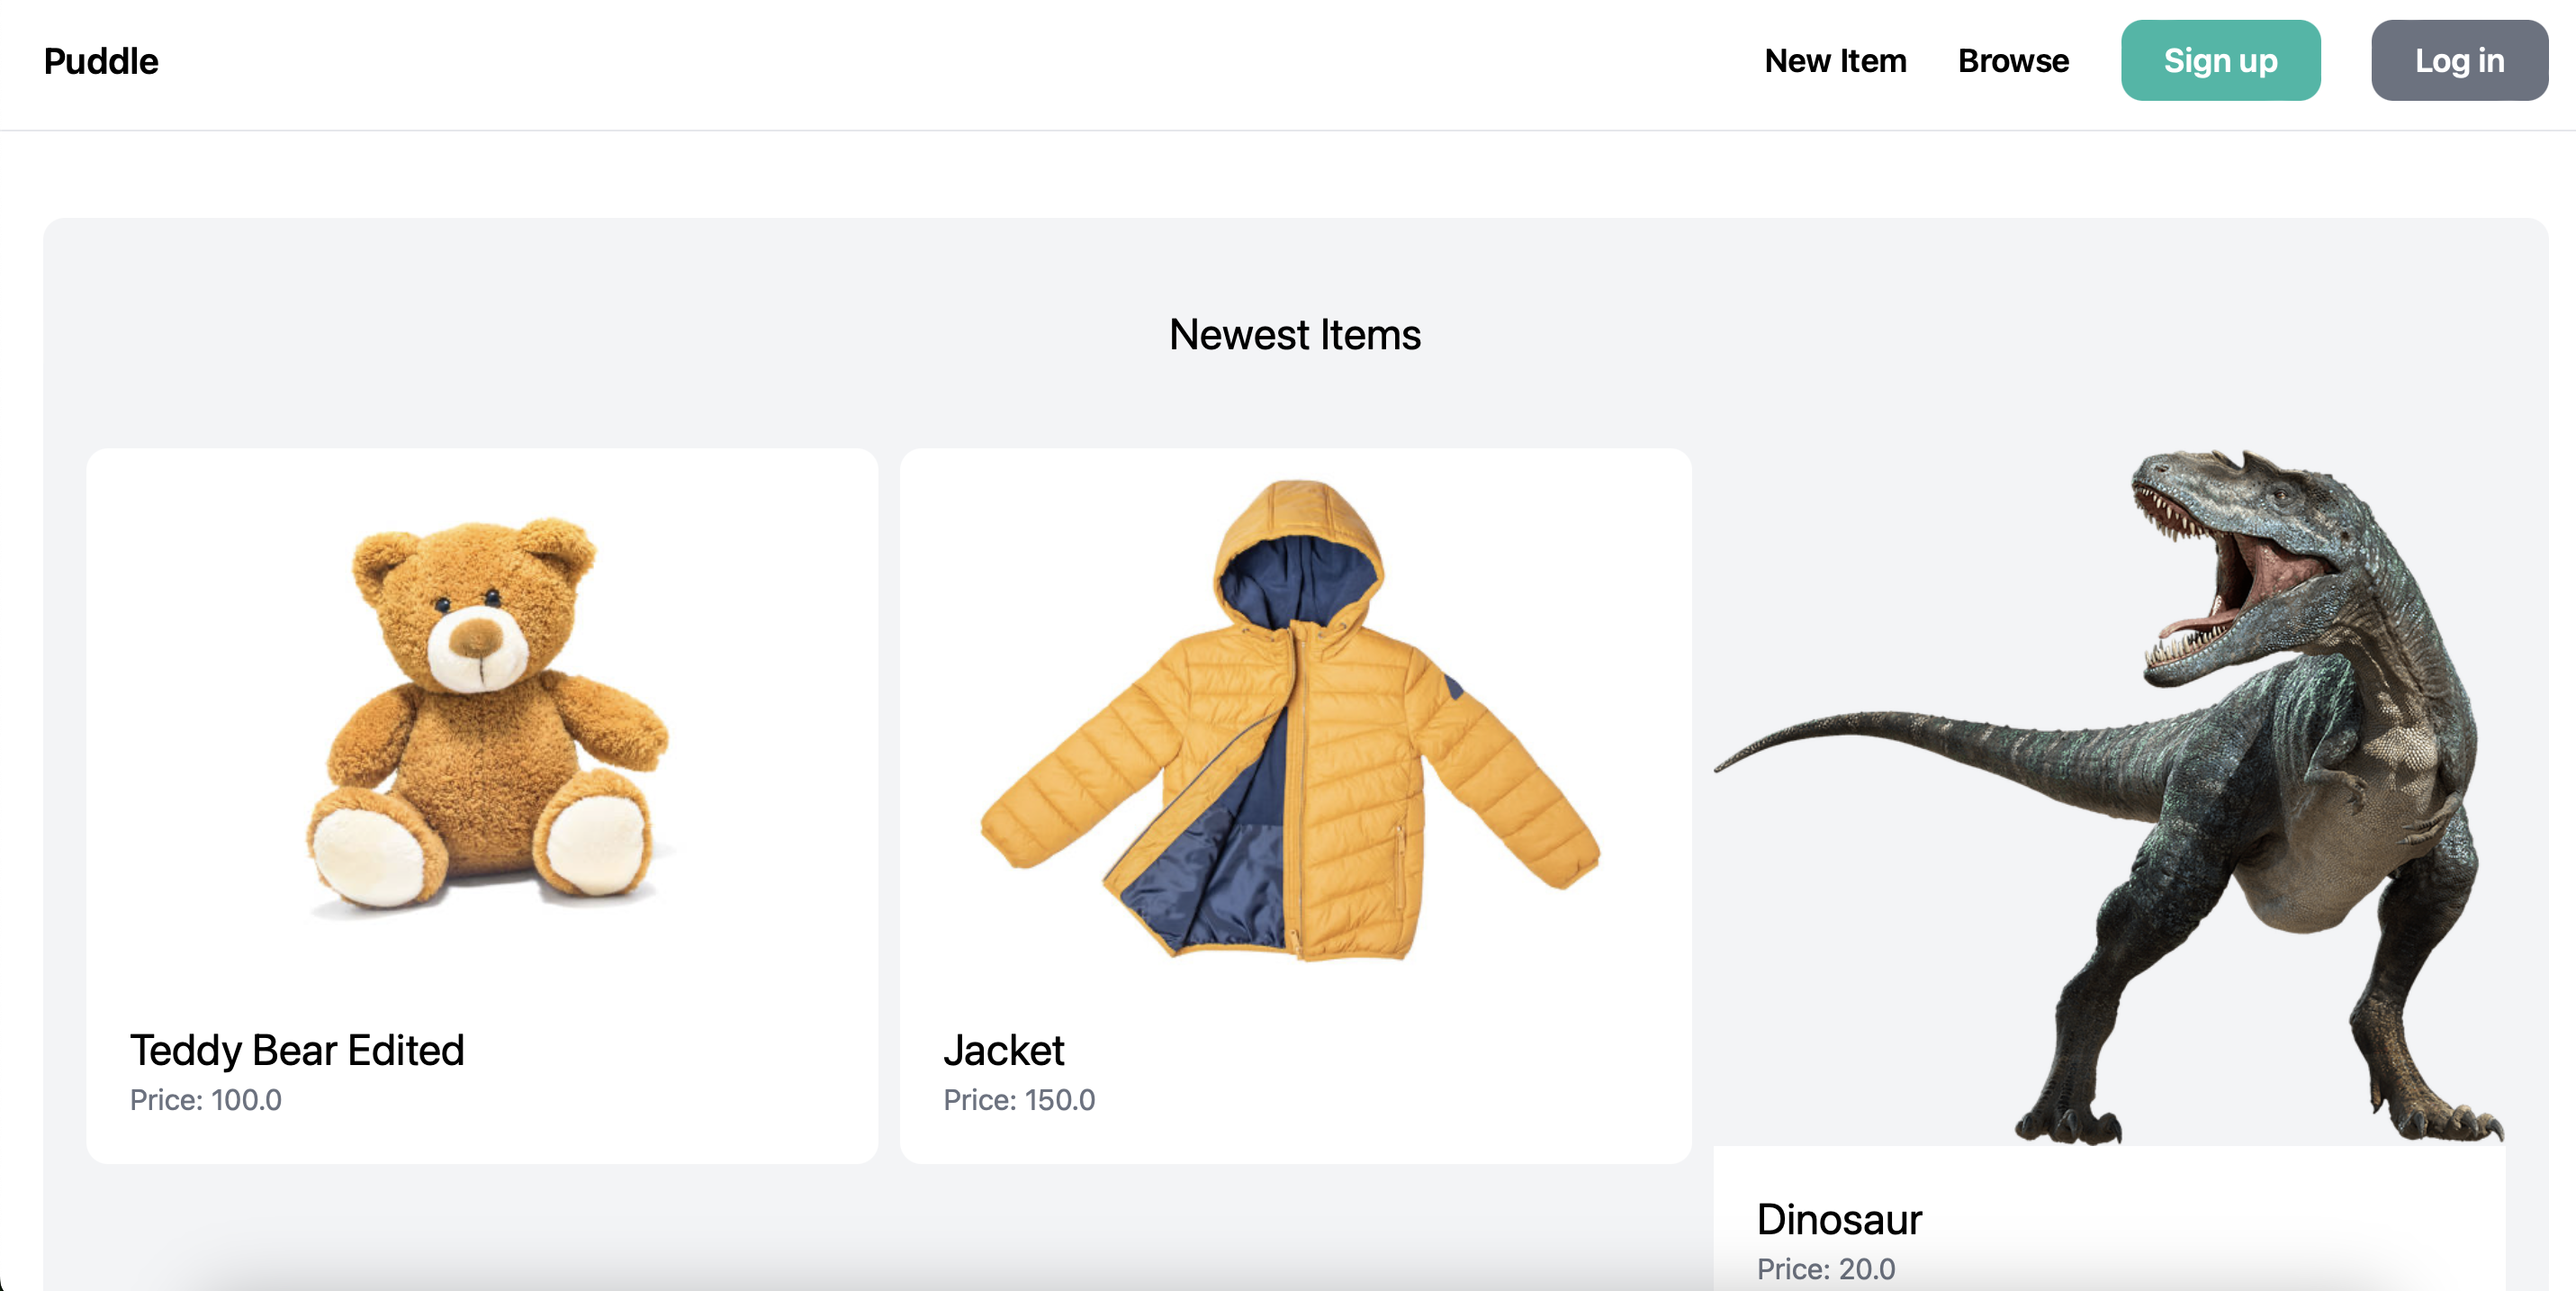 Puddle
New Item
Browse
Sign up
Log in
Newest Items
Teddy Bear Edited
Price: 100.0
Jacket
Price: 150.0
Dinosaur
Price: 20.0